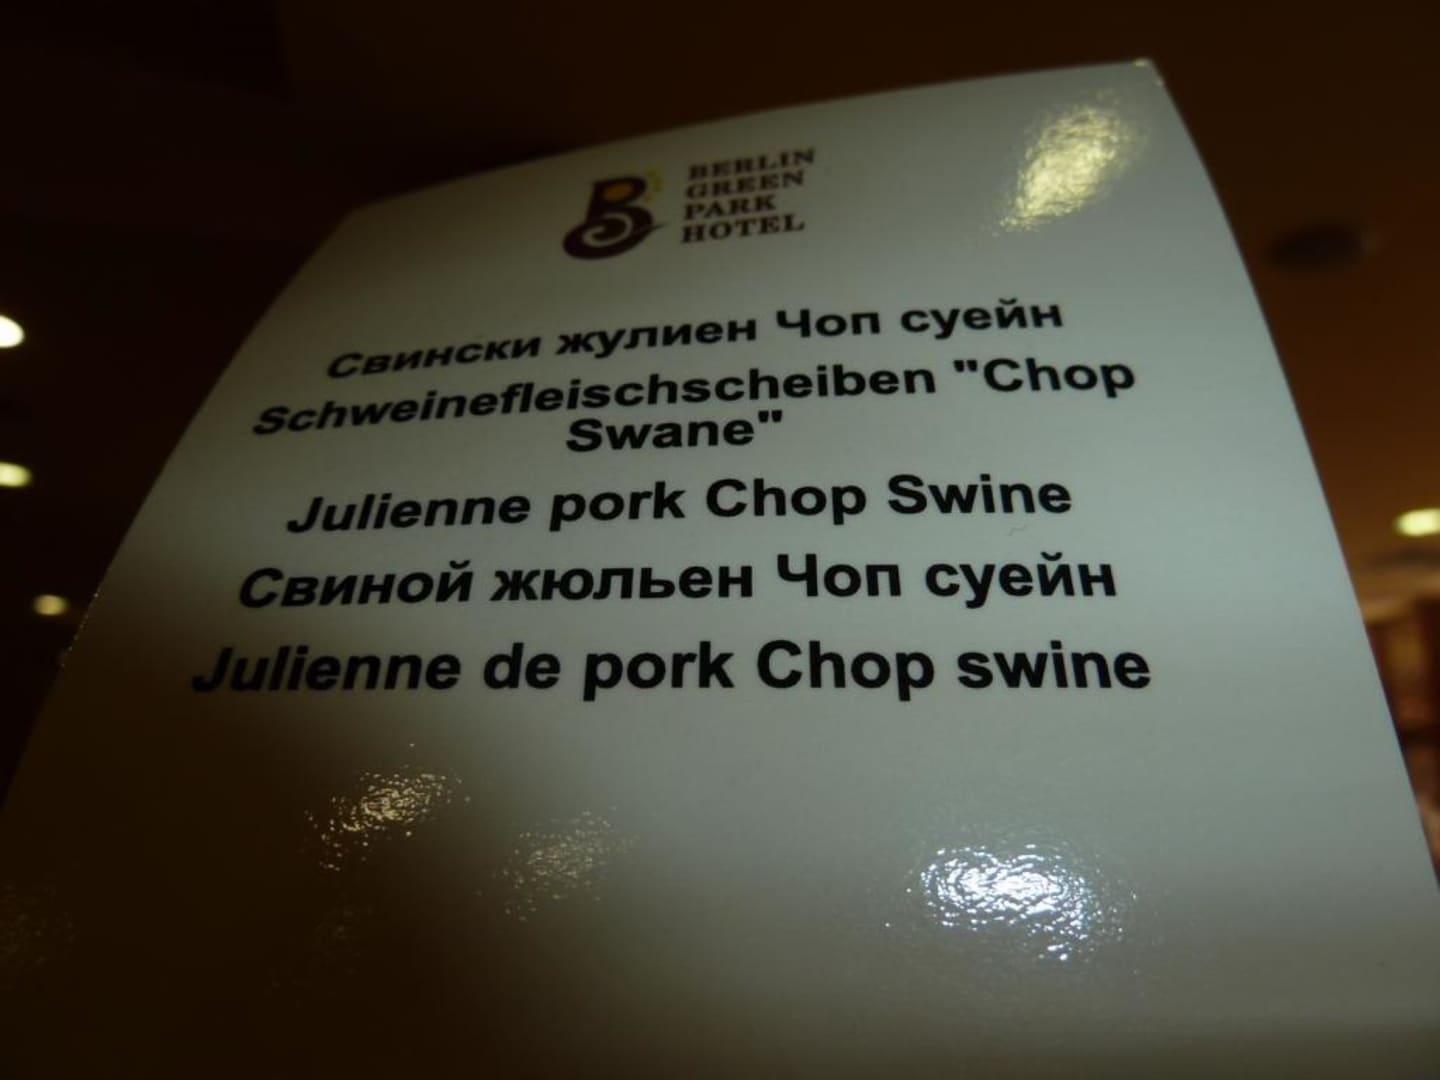 BERLIN
GREEN
PARK
HOTEL
Свински жулиен Чоп суейн
Schweinefleischscheiben "Chop
Swane"
Julienne pork Chop Swine
Свиной жюльен Чоп суейн
Julienne de pork Chop swine